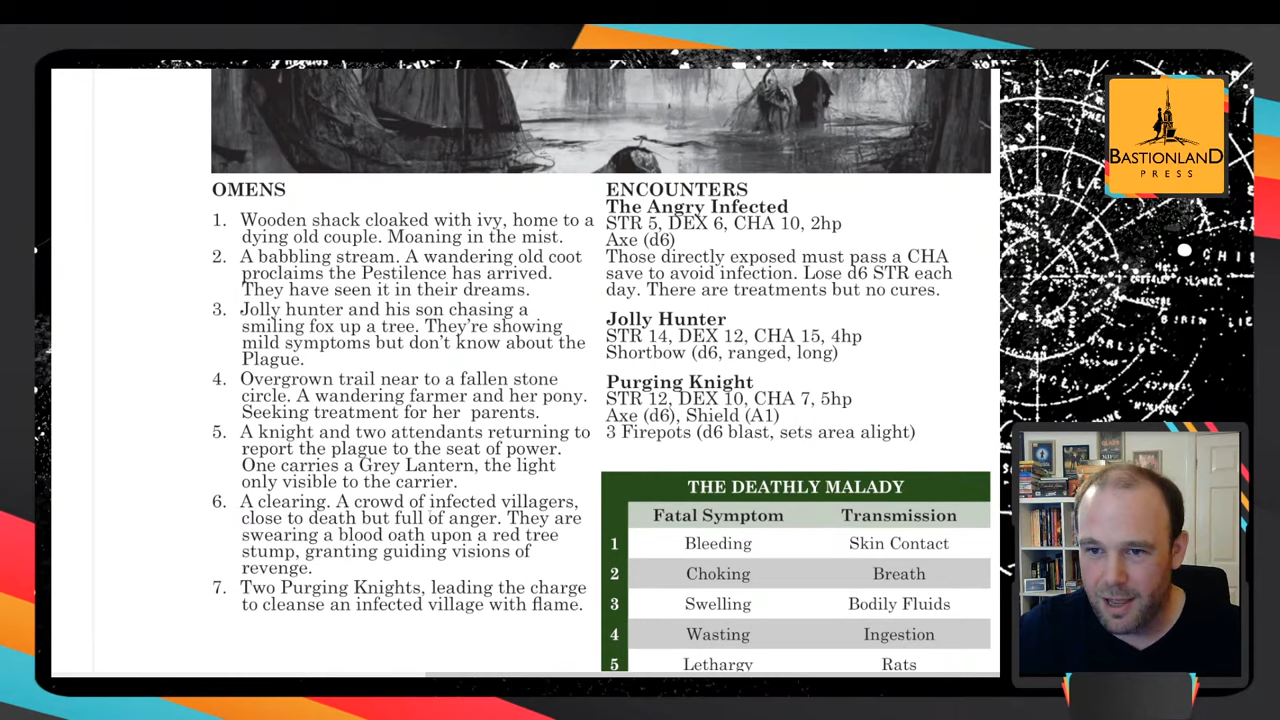 OMENS
1. Wooden shack cloaked with ivy, home to a
dying old couple. Moaning in the mist.
2. A babbling stream. A wandering old coot
proclaims the Pestilence has arrived.
They have seen it in their dreams.
3. Jolly hunter and his son chasing a
smiling fox up a tree. They're showing
mild symptoms but don't know about the
Plague.
4. Overgrown trail near to a fallen stone
circle. A wandering farmer and her pony.
Seeking treatment for her parents.
5. A knight and two attendants returning to
report the plague to the seat of power.
One carries a Grey Lantern, the light
only visible to the carrier.
6. A clearing. A crowd of infected villagers,
close to death but full of anger. They are
swearing a blood oath upon a red tree
stump, granting guiding visions of
revenge.
7. Two Purging Knights, leading the charge
to cleanse an infected village with flame.
ENCOUNTERS
The Angry Infected
STR 5, DEX 6, CHA 10, 2hp
Axe (d6)
Those directly exposed must pass a CHA
save to avoid infection. Lose d6 STR each
day. There are treatments but no cures.
Jolly Hunter
STR 14, DEX 12, CHA 15, 4hp
Shortbow (d6, ranged, long)
Purging Knight
STR 12, DEX 10, CHA 7, 5hp
Axe (d6), Shield (A1)
3 Firepots (d6 blast, sets area alight)
THE DEATHLY MALADY
Fatal Symptom Transmission
1 Bleeding Skin Contact
2 Choking Breath
3 Swelling Bodily Fluids
4 Wasting Ingestion
5 Lethargy Rats
BASTIONLAND
PRESS